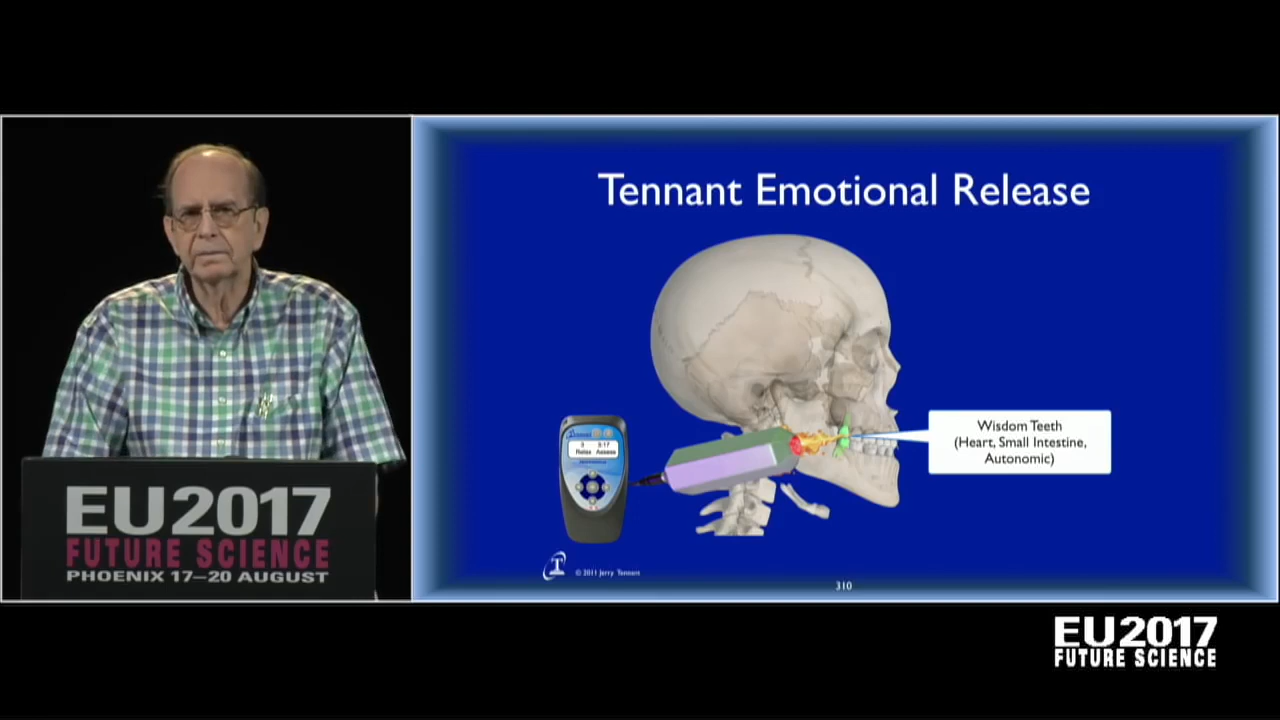 Tennant Emotional Release
Wisdom Teeth
(Heart, Small Intestine,
Autonomic)
Relax Assess
EU2017
FUTURE SCIENCE
PHOENIX 17–20 AUGUST
T
© 2011 Jerry Tennant
310
EU2017
FUTURE SCIENCE